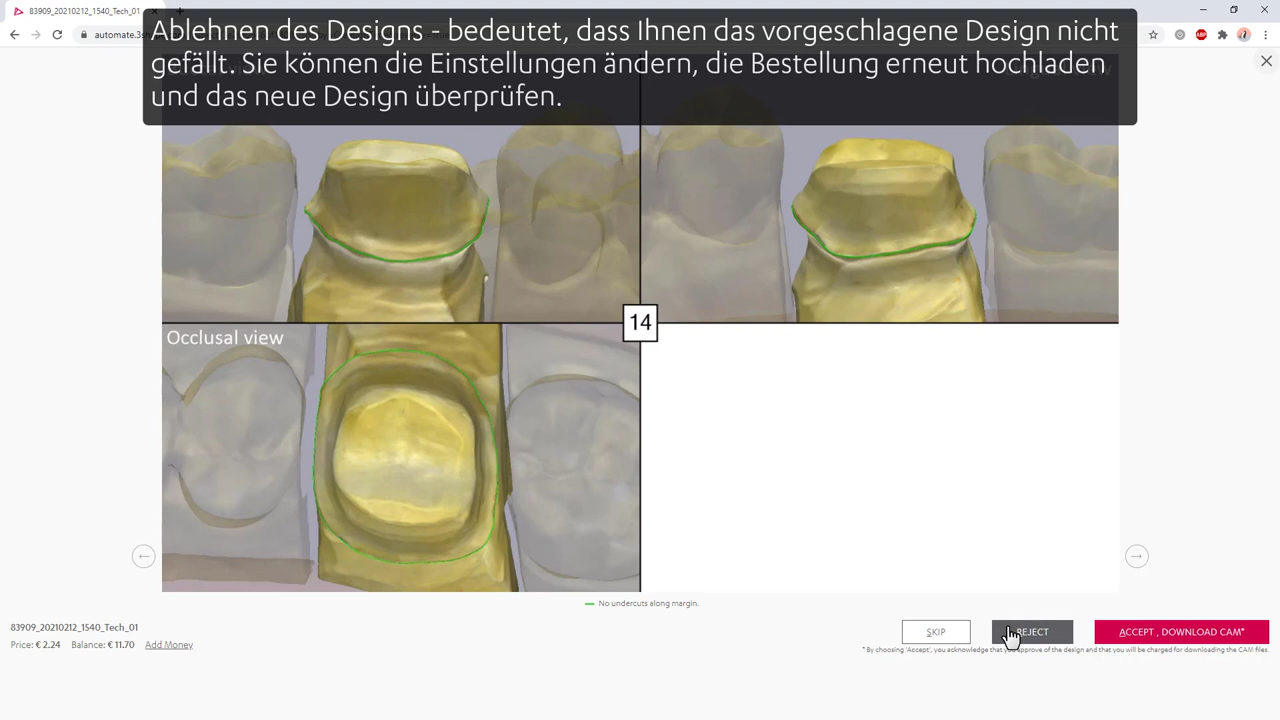 83909_20210212_1540_Tech_01
automate.3sh
Ablehnen des Designs - bedeutet, dass Ihnen das vorgeschlagene Design nicht
gefällt. Sie können die Einstellungen ändern, die Bestellung erneut hochladen
und das neue Design überprüfen.
14
Occlusal view
No undercuts along margin.
83909_20210212_1540_Tech_01
Price: € 2.24 Balance: € 11.70 Add Money
SKIP
REJECT
ACCEPT , DOWNLOAD CAM*
* By choosing 'Accept', you acknowledge that you approve of the design and that you will be charged for downloading the CAM files.